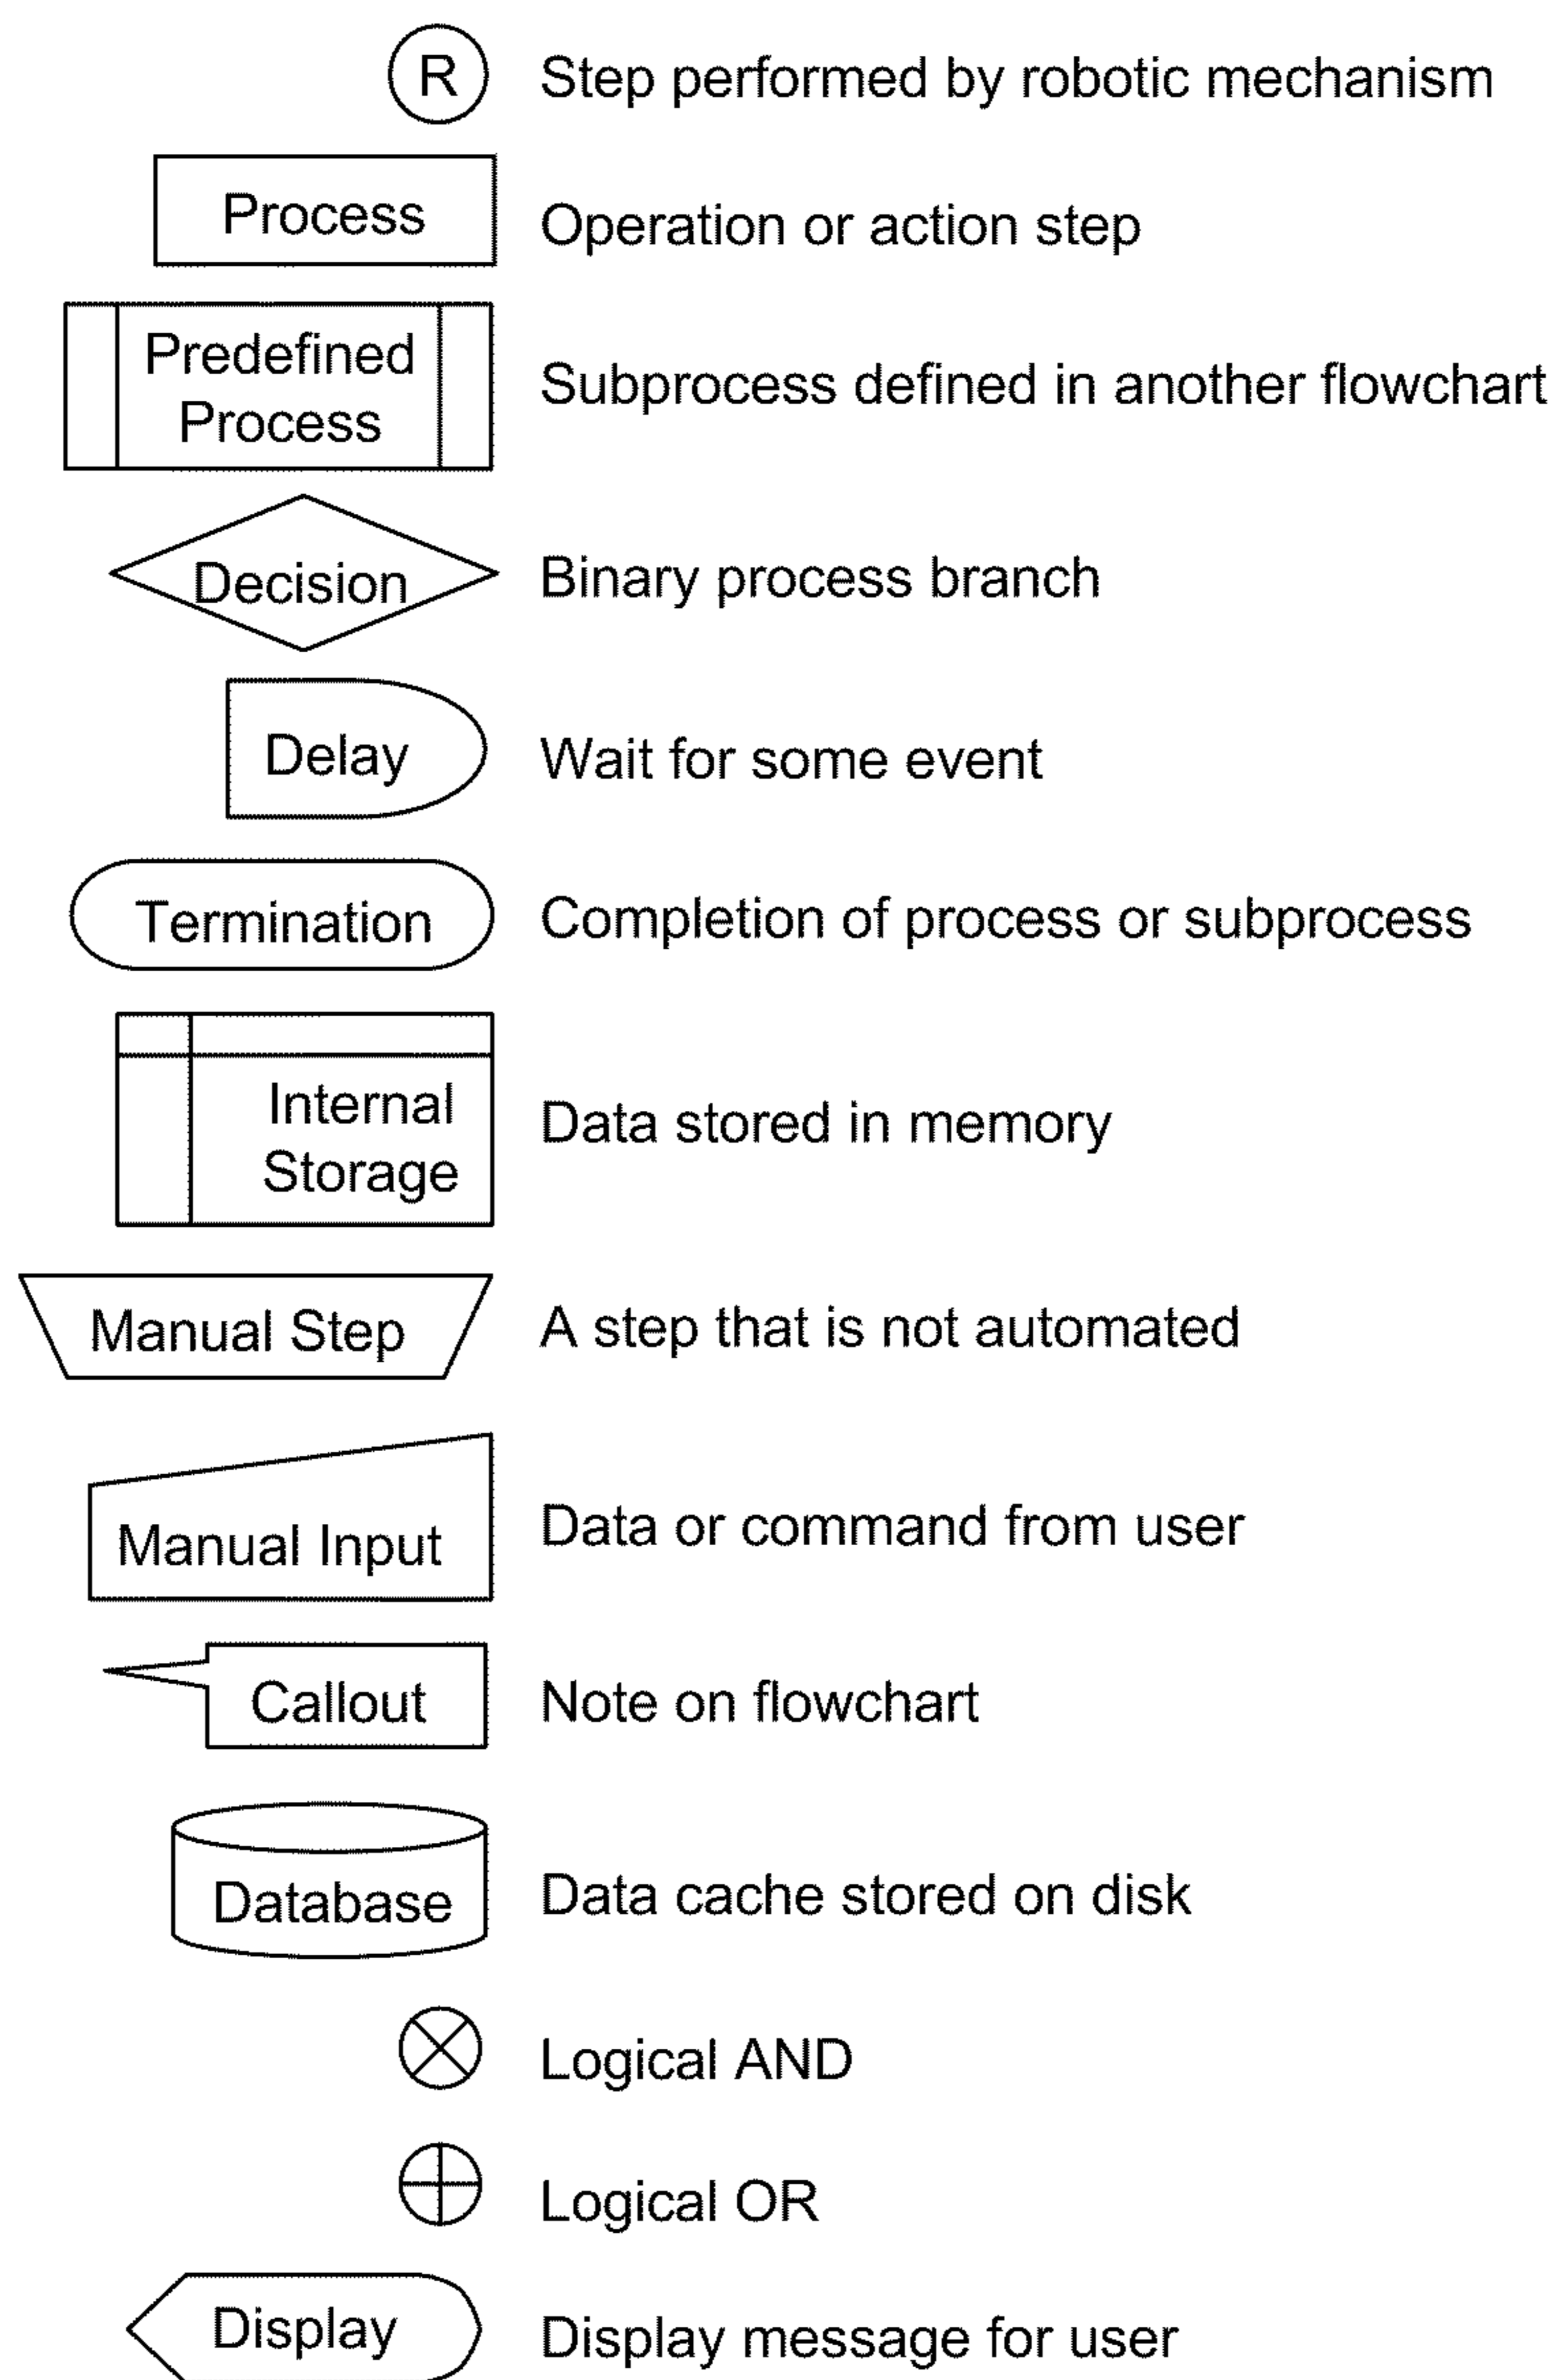 R Step performed by robotic mechanism
Process Operation or action step
Predefined
Process
Subprocess defined in another flowchart
Decision Binary process branch
Delay Wait for some event
Termination Completion of process or subprocess
Internal
Storage
Data stored in memory
Manual Step A step that is not automated
Manual Input Data or command from user
Callout Note on flowchart
Database Data cache stored on disk
Logical AND
Logical OR
Display Display message for user